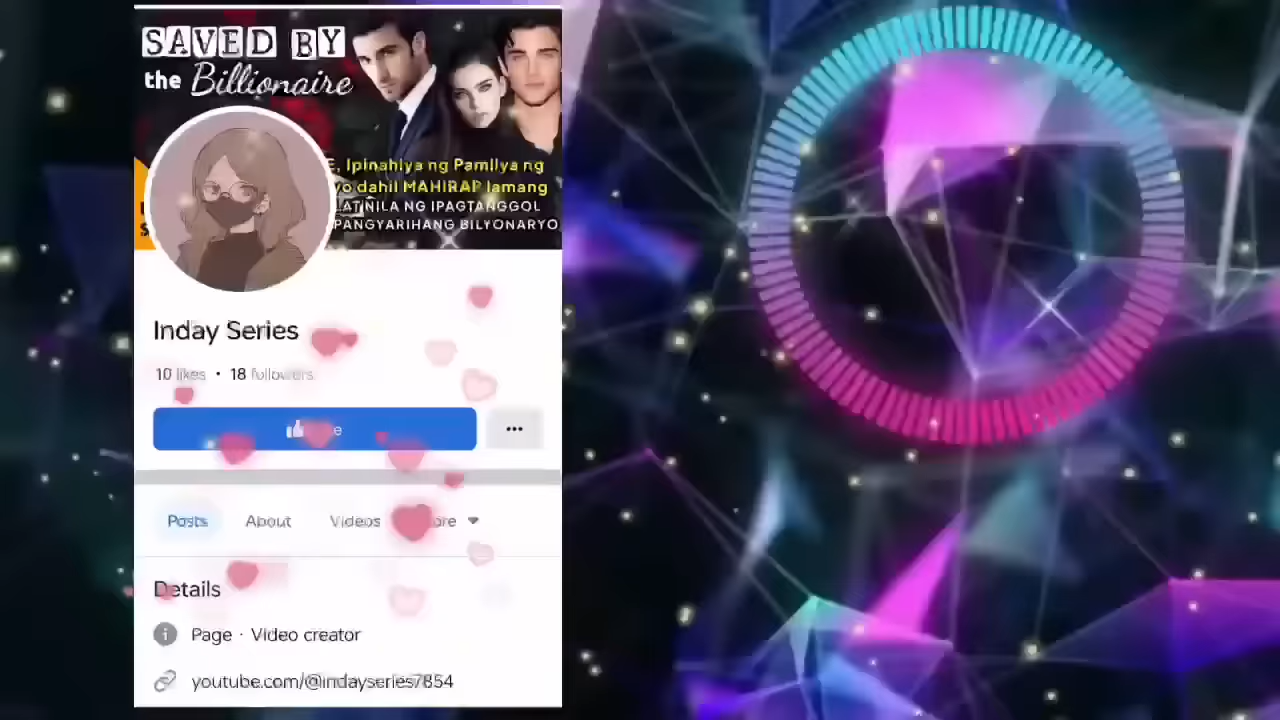 SAVED BY
the Billionaire
E, Ipinahiya ng Pamilya ng
yo dahil MAHIRAP lamang
LAT NILA NG IPAGTANGGOL
PANGYARIHANG BILYONARYO
Inday Series
10 likes • 18 followers
Posts About Videos
Details
Page · Video creator
youtube.com/@indayseries7854